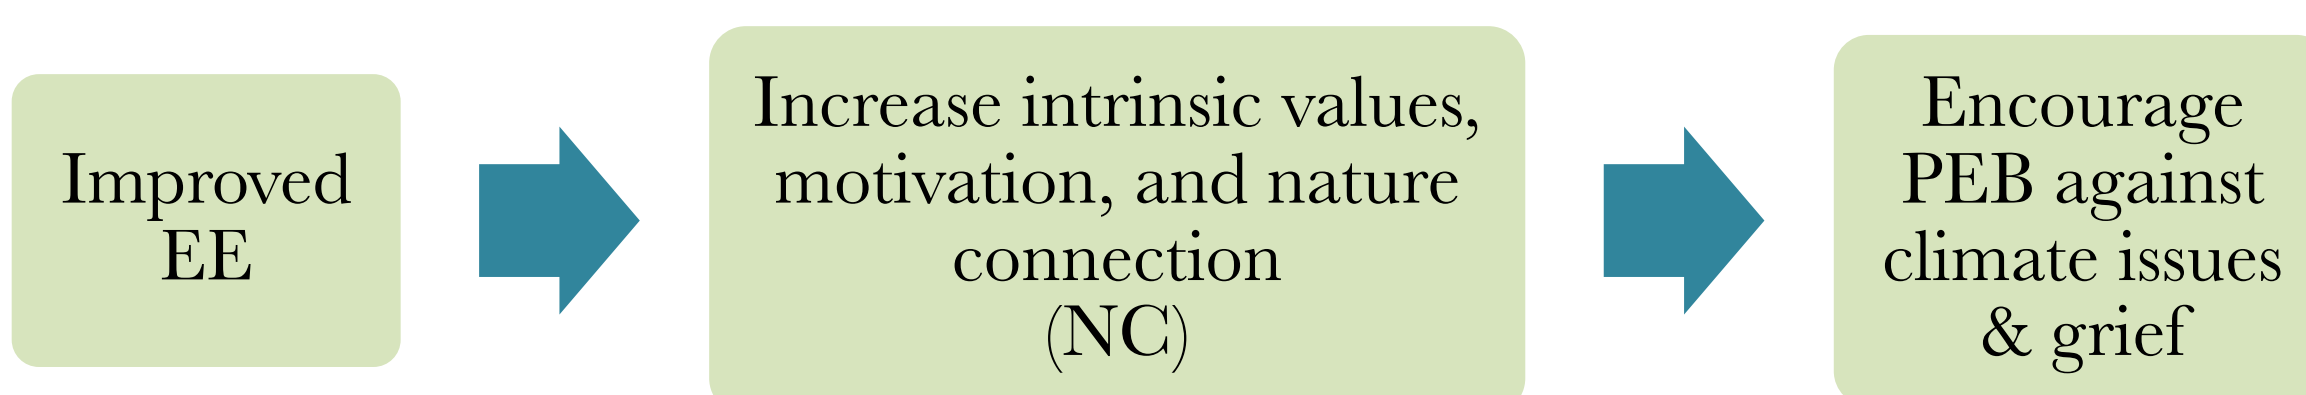 Improved
EE
Increase intrinsic values,
motivation, and nature
connection
(NC)
Encourage
PEB against
climate issues
& grief